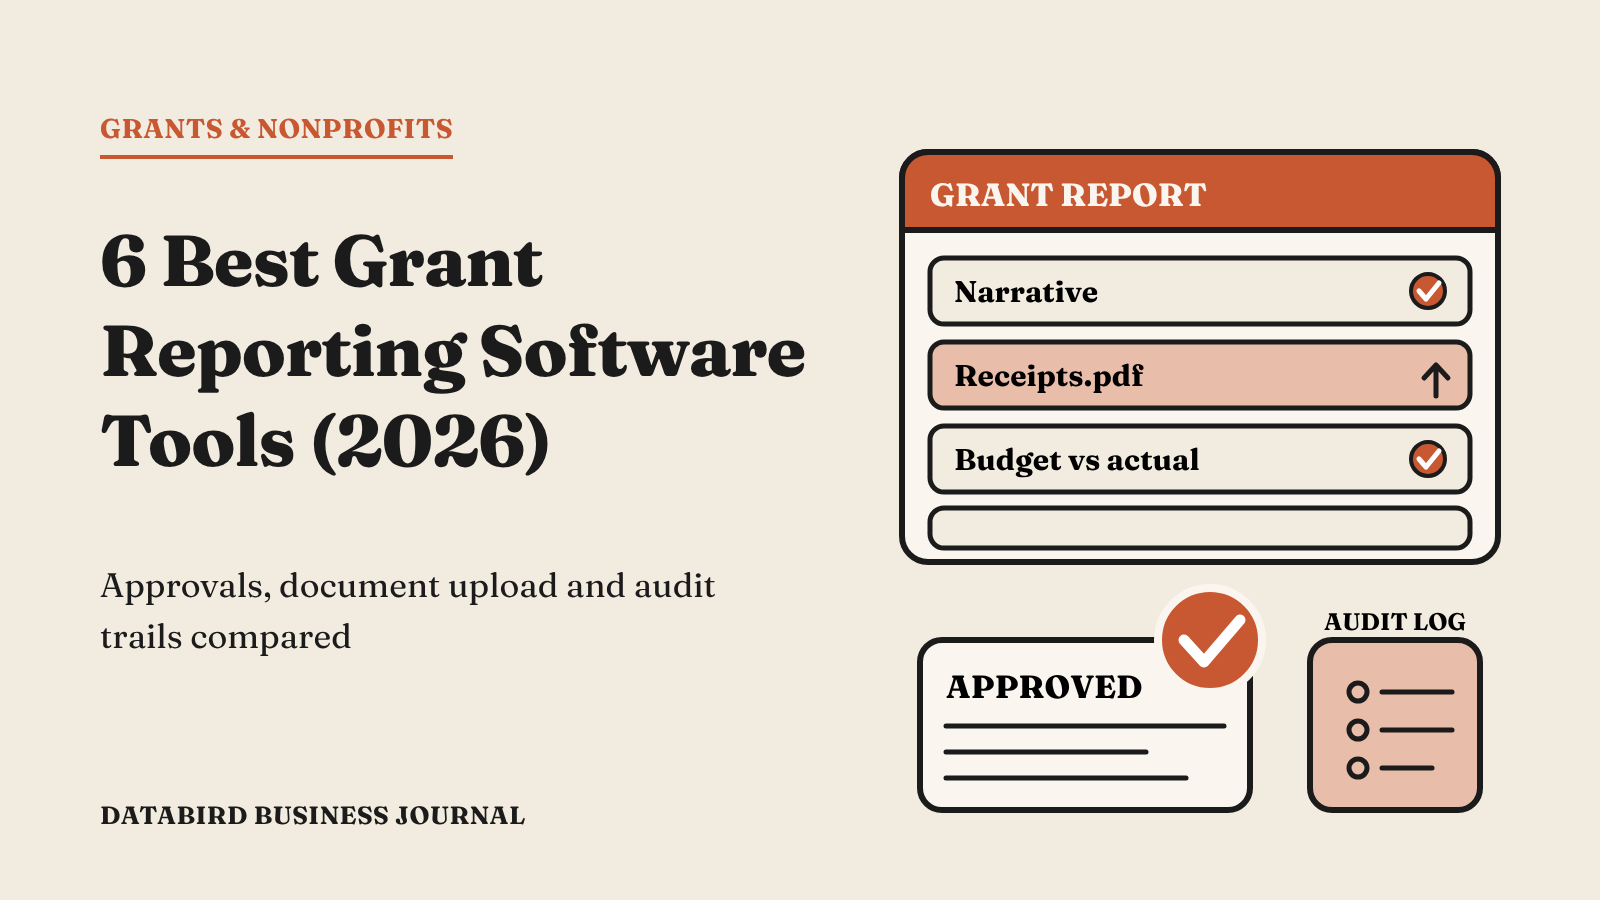 GRANTS & NONPROFITS
6 Best Grant
Reporting Software
Tools (2026)
Approvals, document upload and audit
trails compared
DATABIRD BUSINESS JOURNAL
GRANT REPORT
Narrative
Receipts.pdf
Budget vs actual
APPROVED
AUDIT LOG